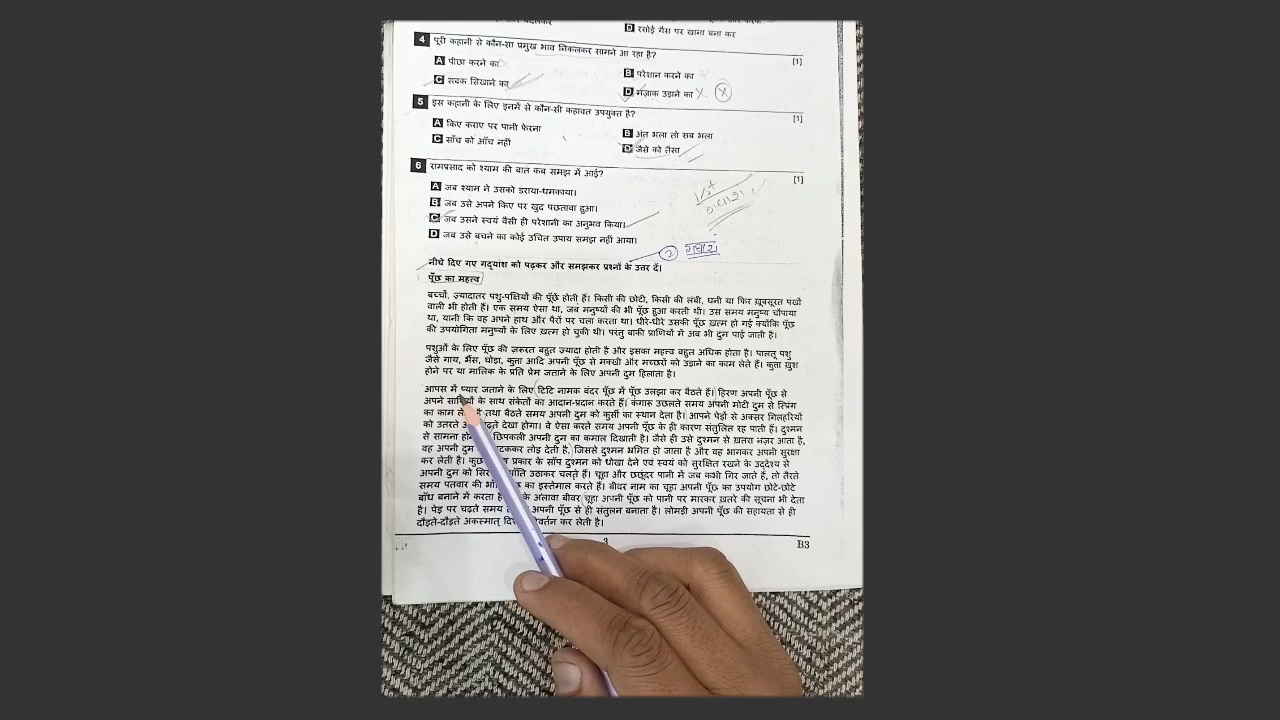 D रसोई गैस पर खाना बना कर
4 पूरी कहानी से कौन-सा प्रमुख भाव निकलकर सामने आ रहा है?
[1]
A पीछा करने का
B परेशान करने का
C सबक सिखाने का
D मज़ाक उड़ाने का
5 इस कहानी के लिए इनमें से कौन-सी कहावत उपयुक्त है?
[1]
A किए कराए पर पानी फेरना
B अंत भला तो सब भला
C साँच को आँच नहीं
D जैसे को तैसा
6 रामप्रसाद को श्याम की बात कब समझ में आई?
[1]
A जब श्याम ने उसको डराया-धमकाया।
B जब उसे अपने किए पर खुद पछतावा हुआ।
C जब उसने स्वयं वैसी ही परेशानी का अनुभव किया।
D जब उसे बचने का कोई उचित उपाय समझ नहीं आया।
नीचे दिए गए गद्यांश को पढ़कर और समझकर प्रश्नों के उत्तर दें।
पूँछ का महत्व
बच्चों, ज़्यादातर पशु-पक्षियों की पूँछें होती हैं। किसी की छोटी, किसी की लंबी, घनी या फिर ख़ूबसूरत पंखों
वाली भी होती हैं। एक समय ऐसा था, जब मनुष्यों की भी पूँछ हुआ करती थी। उस समय मनुष्य चौपाया
था, यानी कि वह अपने हाथ और पैरों पर चला करता था। धीरे-धीरे उसकी पूँछ ख़त्म हो गई क्योंकि पूँछ
की उपयोगिता मनुष्यों के लिए ख़त्म हो चुकी थी। परंतु बाकी प्राणियों में अब भी दुम पाई जाती है।
पशुओं के लिए पूँछ की ज़रूरत बहुत ज़्यादा होती है और इसका महत्व बहुत अधिक होता है। पालतू पशु
जैसे गाय, भैंस, घोड़ा, कुत्ता आदि अपनी पूँछ से मक्खी और मच्छरों को उड़ाने का काम लेते हैं। कुत्ता ख़ुश
होने पर या मालिक के प्रति प्रेम जताने के लिए अपनी दुम हिलाता है।
आपस में प्यार जताने के लिए टिटि नामक बंदर पूँछ में पूँछ उलझा कर बैठते हैं। हिरण अपनी पूँछ से
अपने साथियों के साथ संकेतों का आदान-प्रदान करते हैं। कंगारू उछलते समय अपनी मोटी दुम से स्प्रिंग
का काम लेता है तथा बैठते समय अपनी दुम को कुर्सी का स्थान देता है। आपने पेड़ों से अक्सर गिलहरियों
को उतरते चढ़ते देखा होगा। वे ऐसा करते समय अपनी पूँछ के ही कारण संतुलित रह पाती हैं। दुश्मन
से सामना छिपकली अपनी दुम का कमाल दिखाती है। जैसे ही उसे दुश्मन से ख़तरा नज़र आता है,
वह अपनी दुम झटककर तोड़ देती है, जिससे दुश्मन भ्रमित हो जाता है और वह भागकर अपनी सुरक्षा
कर लेती है। कुछ प्रकार के साँप दुश्मन को धोखा देने एवं स्वयं को सुरक्षित रखने के उद्देश्य से
अपनी दुम को सिर भाँति उठाकर चलते हैं। चूहा और छछूंदर पानी में जब कभी गिर जाते हैं, तो तैरते
समय पतवार की का इस्तेमाल करते हैं। बीवर नाम का चूहा अपनी पूँछ का उपयोग छोटे-छोटे
बाँध बनाने में करता है के अलावा बीवर चूहा अपनी पूँछ को पानी पर मारकर ख़तरे की सूचना भी देता
है। पेड़ पर चढ़ते समय अपनी पूँछ से ही संतुलन बनाता है। लोमड़ी अपनी पूँछ की सहायता से ही
दौड़ते-दौड़ते अकस्मात् कर लेती है।
3
B3